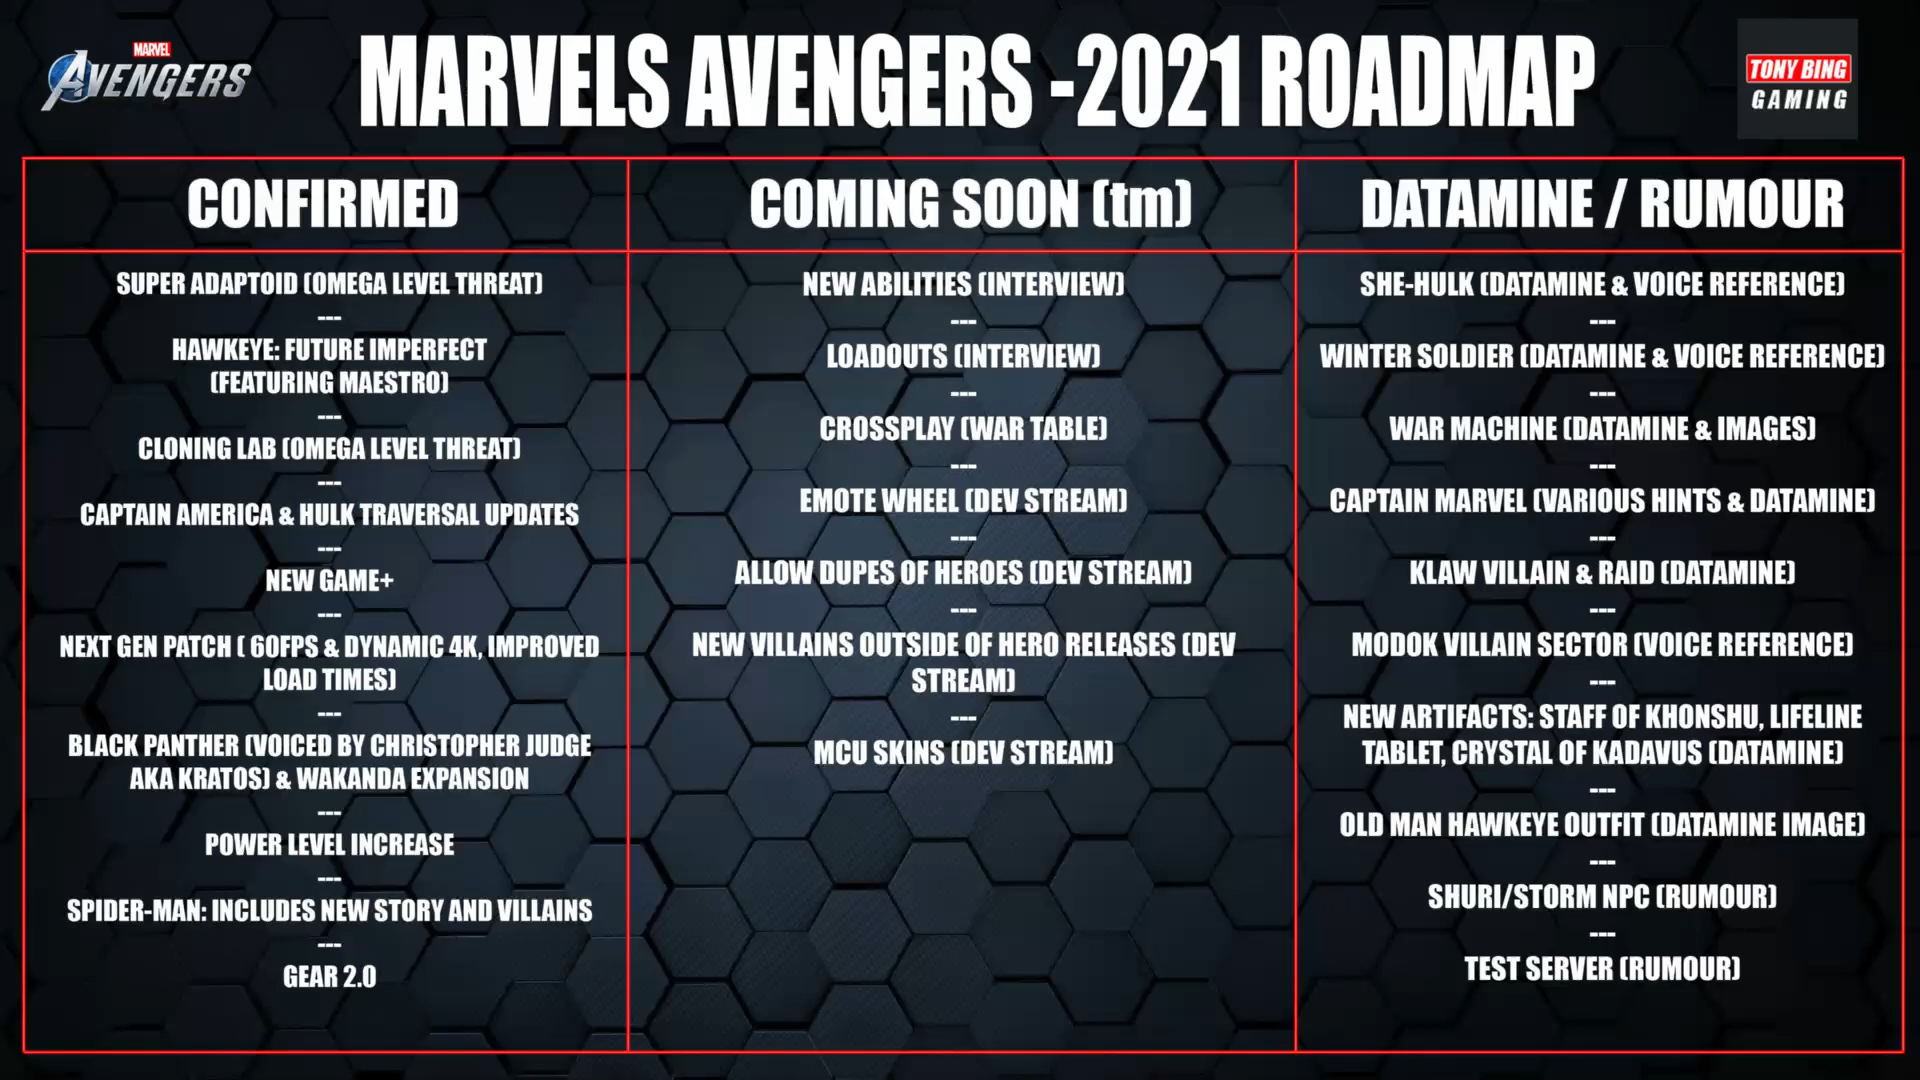 MARVEL
AVENGERS
MARVELS AVENGERS -2021 ROADMAP
TONY BING
GAMING
CONFIRMED
SUPER ADAPTOID (OMEGA LEVEL THREAT)
---
HAWKEYE: FUTURE IMPERFECT
(FEATURING MAESTRO)
---
CLONING LAB (OMEGA LEVEL THREAT)
---
CAPTAIN AMERICA & HULK TRAVERSAL UPDATES
---
NEW GAME+
---
NEXT GEN PATCH ( 60FPS & DYNAMIC 4K, IMPROVED
LOAD TIMES)
---
BLACK PANTHER (VOICED BY CHRISTOPHER JUDGE
AKA KRATOS) & WAKANDA EXPANSION
---
POWER LEVEL INCREASE
---
SPIDER-MAN: INCLUDES NEW STORY AND VILLAINS
---
GEAR 2.0
COMING SOON (tm)
NEW ABILITIES (INTERVIEW)
---
LOADOUTS (INTERVIEW)
---
CROSSPLAY (WAR TABLE)
---
EMOTE WHEEL (DEV STREAM)
---
ALLOW DUPES OF HEROES (DEV STREAM)
---
NEW VILLAINS OUTSIDE OF HERO RELEASES (DEV
STREAM)
---
MCU SKINS (DEV STREAM)
DATAMINE / RUMOUR
SHE-HULK (DATAMINE & VOICE REFERENCE)
---
WINTER SOLDIER (DATAMINE & VOICE REFERENCE)
---
WAR MACHINE (DATAMINE & IMAGES)
---
CAPTAIN MARVEL (VARIOUS HINTS & DATAMINE)
---
KLAW VILLAIN & RAID (DATAMINE)
---
MODOK VILLAIN SECTOR (VOICE REFERENCE)
---
NEW ARTIFACTS: STAFF OF KHONSHU, LIFELINE
TABLET, CRYSTAL OF KADAVUS (DATAMINE)
---
OLD MAN HAWKEYE OUTFIT (DATAMINE IMAGE)
---
SHURI/STORM NPC (RUMOUR)
---
TEST SERVER (RUMOUR)